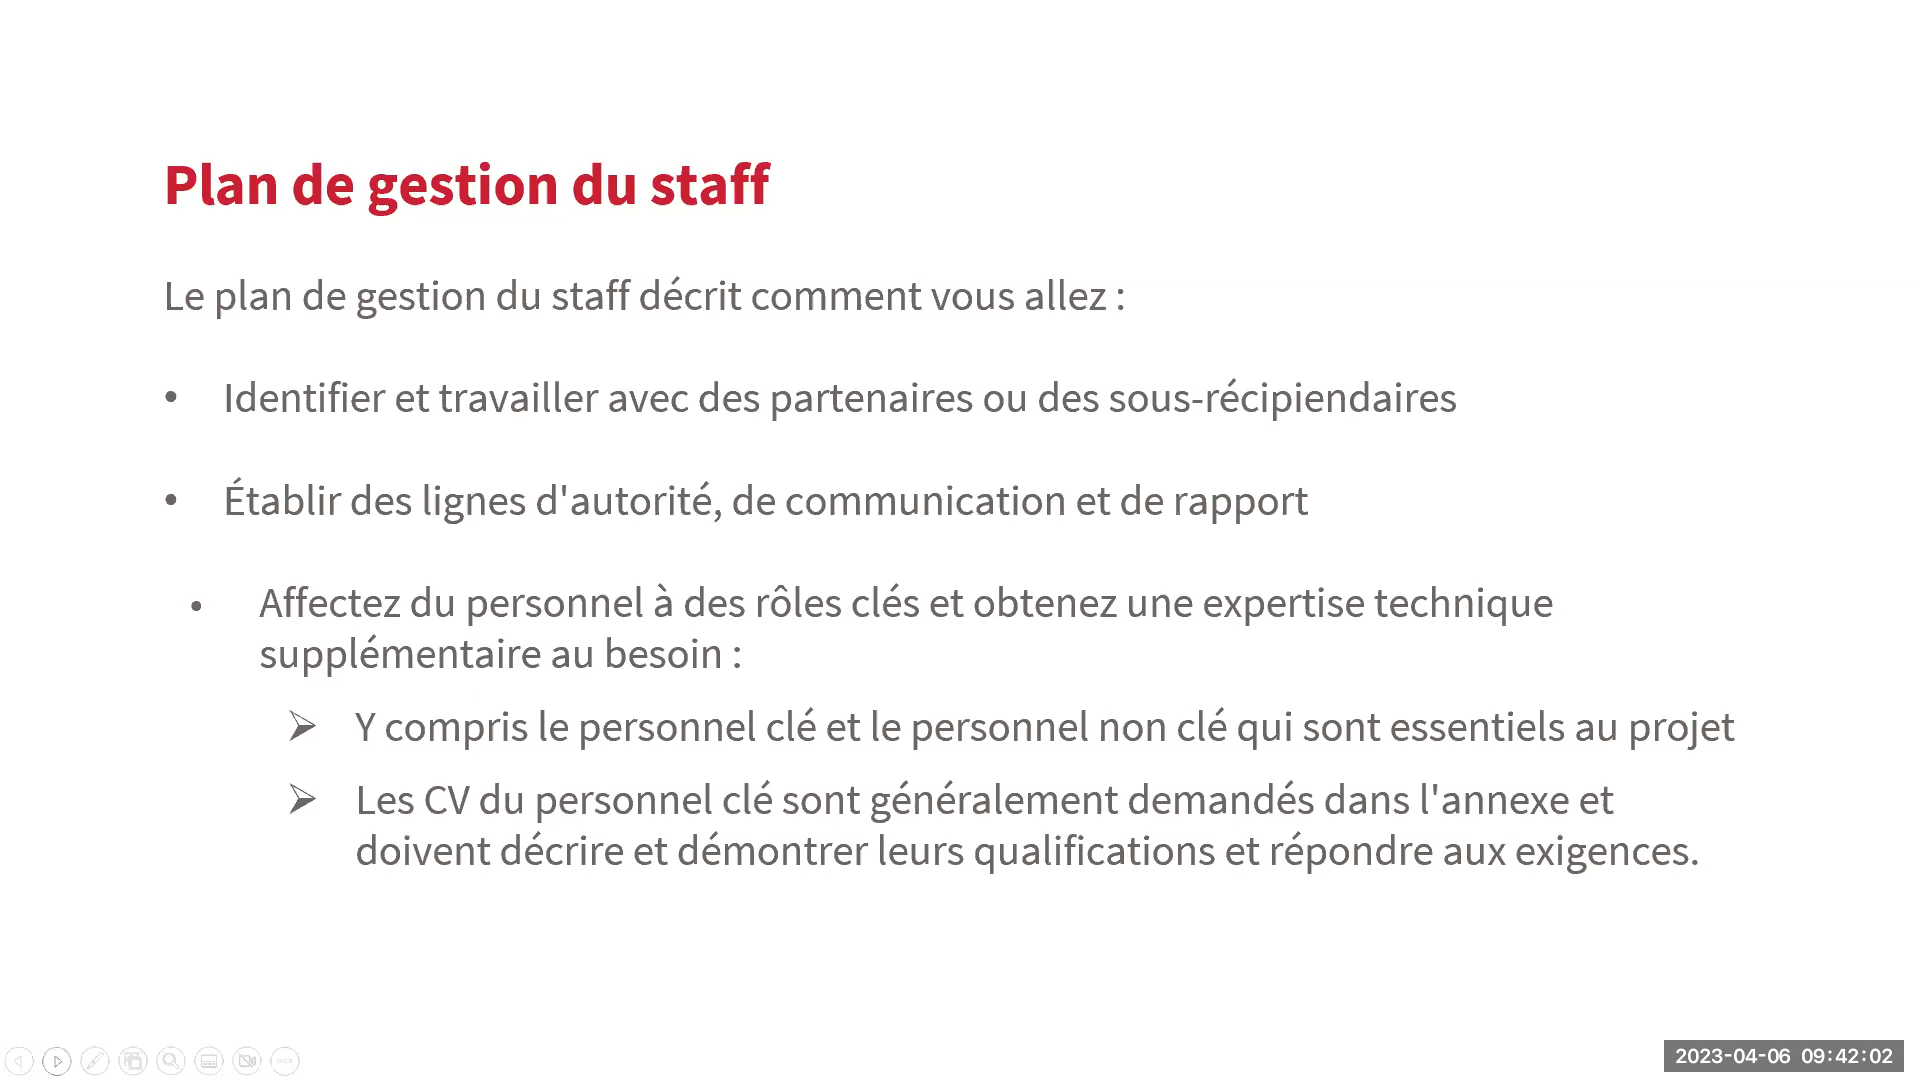 Plan de gestion du staff
Le plan de gestion du staff décrit comment vous allez :
• Identifier et travailler avec des partenaires ou des sous-récipiendaires
• Établir des lignes d'autorité, de communication et de rapport
• Affectez du personnel à des rôles clés et obtenez une expertise technique
supplémentaire au besoin :
➢ Y compris le personnel clé et le personnel non clé qui sont essentiels au projet
➢ Les CV du personnel clé sont généralement demandés dans l'annexe et
doivent décrire et démontrer leurs qualifications et répondre aux exigences.
2023-04-06 09:42:02